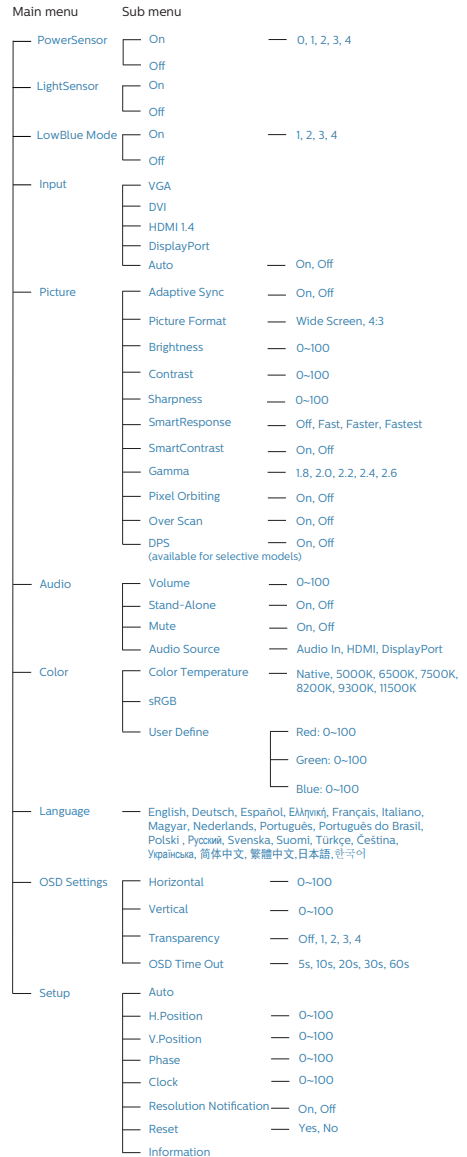 Main menu Sub menu
PowerSensor On 0, 1, 2, 3, 4
Off
LightSensor On
Off
LowBlue Mode On 1, 2, 3, 4
Off
Input VGA
DVI
HDMI 1.4
DisplayPort
Auto On, Off
Picture Adaptive Sync On, Off
Picture Format Wide Screen, 4:3
Brightness 0~100
Contrast 0~100
Sharpness 0~100
SmartResponse Off, Fast, Faster, Fastest
SmartContrast On, Off
Gamma 1.8, 2.0, 2.2, 2.4, 2.6
Pixel Orbiting On, Off
Over Scan On, Off
DPS On, Off
(available for selective models)
Audio Volume 0~100
Stand-Alone On, Off
Mute On, Off
Audio Source Audio In, HDMI, DisplayPort
Color Color Temperature Native, 5000K, 6500K, 7500K,
8200K, 9300K, 11500K
sRGB
User Define Red: 0~100
Green: 0~100
Blue: 0~100
Language English, Deutsch, Español, Ελληνική, Français, Italiano,
Magyar, Nederlands, Português, Português do Brasil,
Polski , Русский, Svenska, Suomi, Türkçe, Čeština,
Українська, 简体中文, 繁體中文,日本語,한국어
OSD Settings Horizontal 0~100
Vertical 0~100
Transparency Off, 1, 2, 3, 4
OSD Time Out 5s, 10s, 20s, 30s, 60s
Setup Auto
H.Position 0~100
V.Position 0~100
Phase 0~100
Clock 0~100
Resolution Notification On, Off
Reset Yes, No
Information